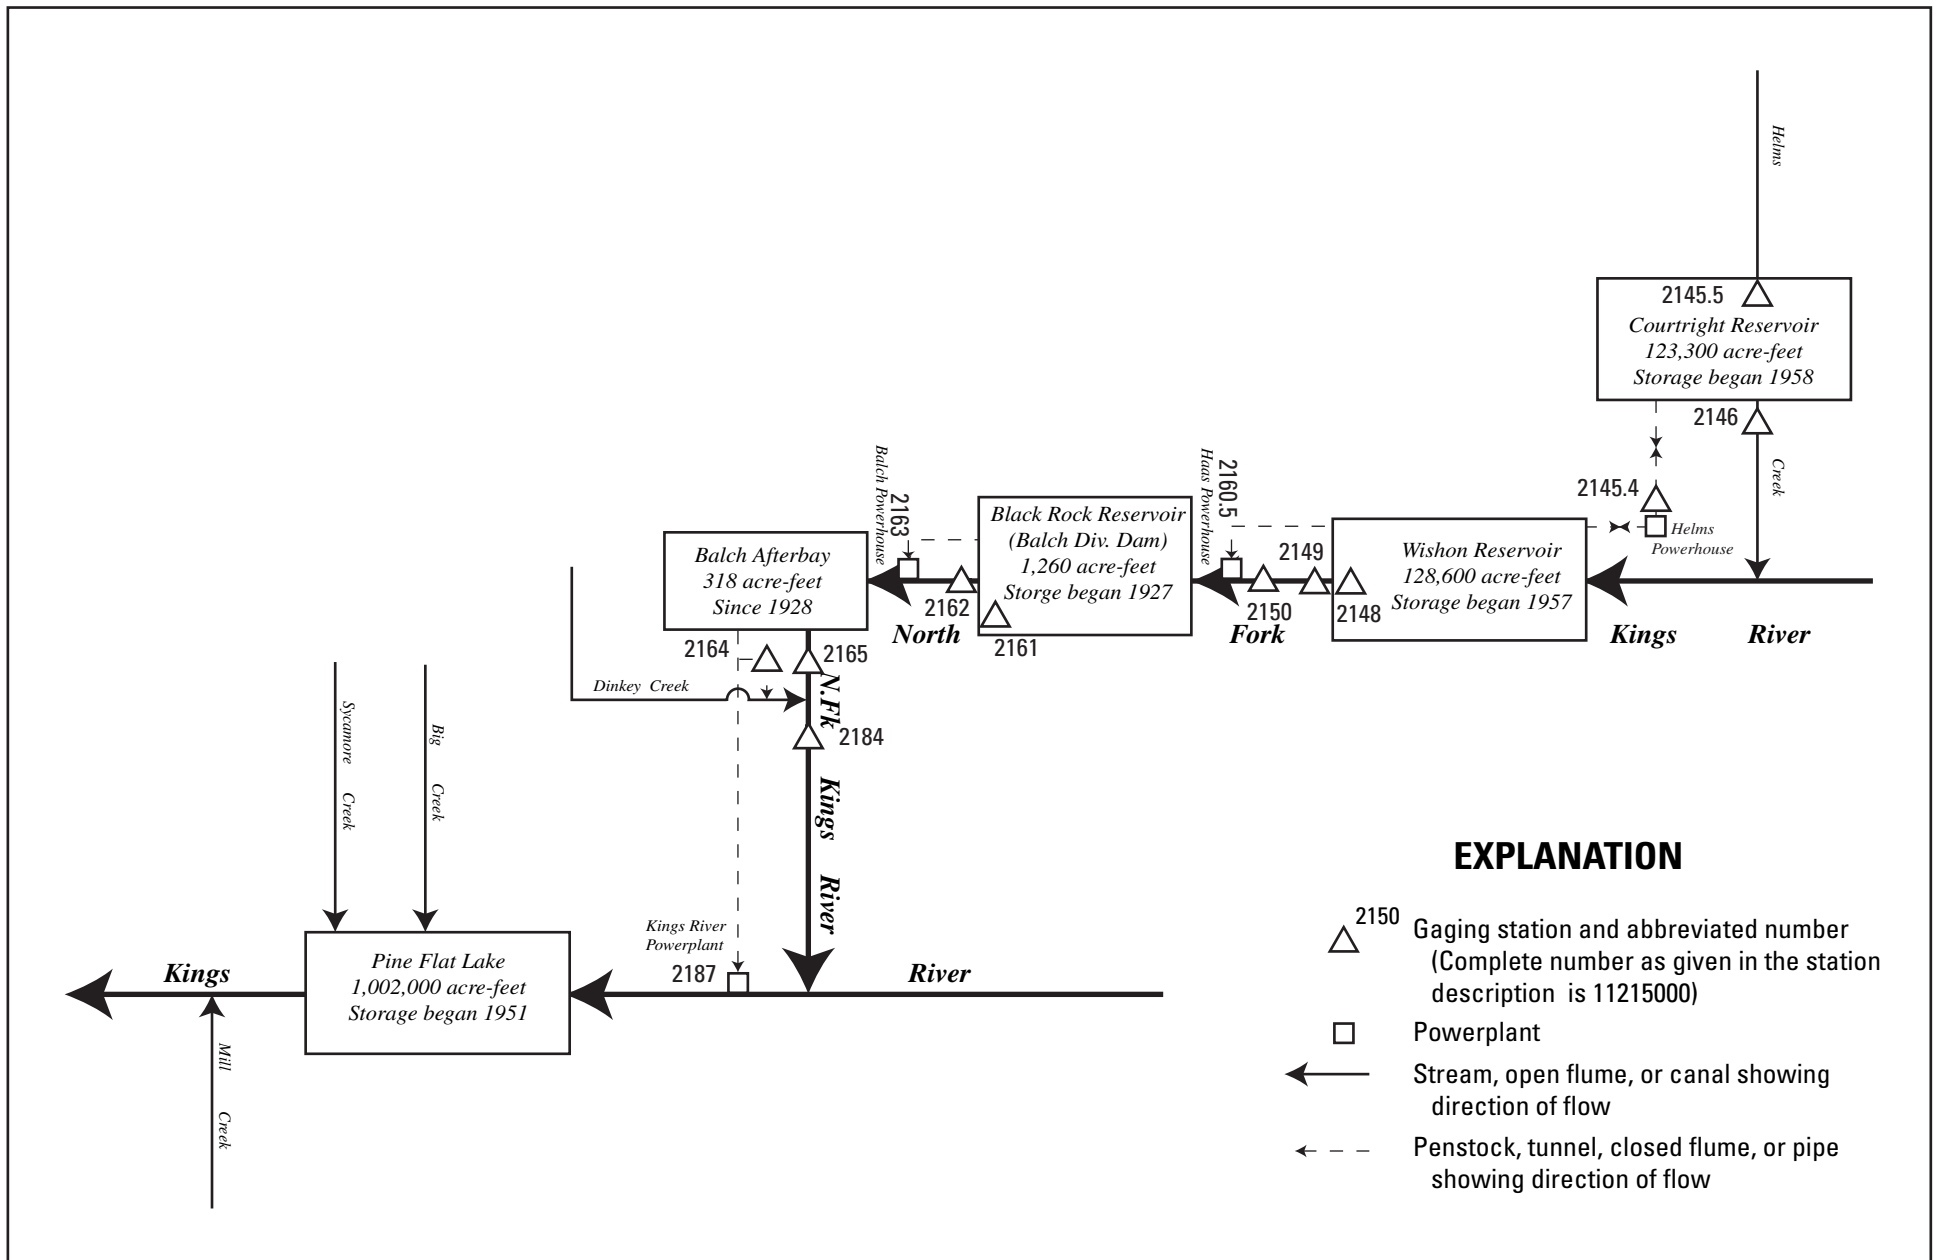 Helms
2145.5
Courtright Reservoir
123,300 acre-feet
Storage began 1958
2146
Creek
2145.4
Helms
Powerhouse
Balch Powerhouse
2163
Haas Powerhouse
2160.5
Black Rock Reservoir
(Balch Div. Dam)
1,260 acre-feet
Storge began 1927
Balch Afterbay
318 acre-feet
Since 1928
2149
Wishon Reservoir
128,600 acre-feet
Storage began 1957
2162
2161
2150
2148
North
Fork
Kings
River
2164
2165
Dinkey Creek
N.Fk
2184
Kings
River
Sycamore
Creek
Big
Creek
Kings River
Powerplant
2187
Kings
Pine Flat Lake
1,002,000 acre-feet
Storage began 1951
River
Mill
Creek
EXPLANATION
2150
Gaging station and abbreviated number
(Complete number as given in the station
description is 11215000)
Powerplant
Stream, open flume, or canal showing
direction of flow
Penstock, tunnel, closed flume, or pipe
showing direction of flow